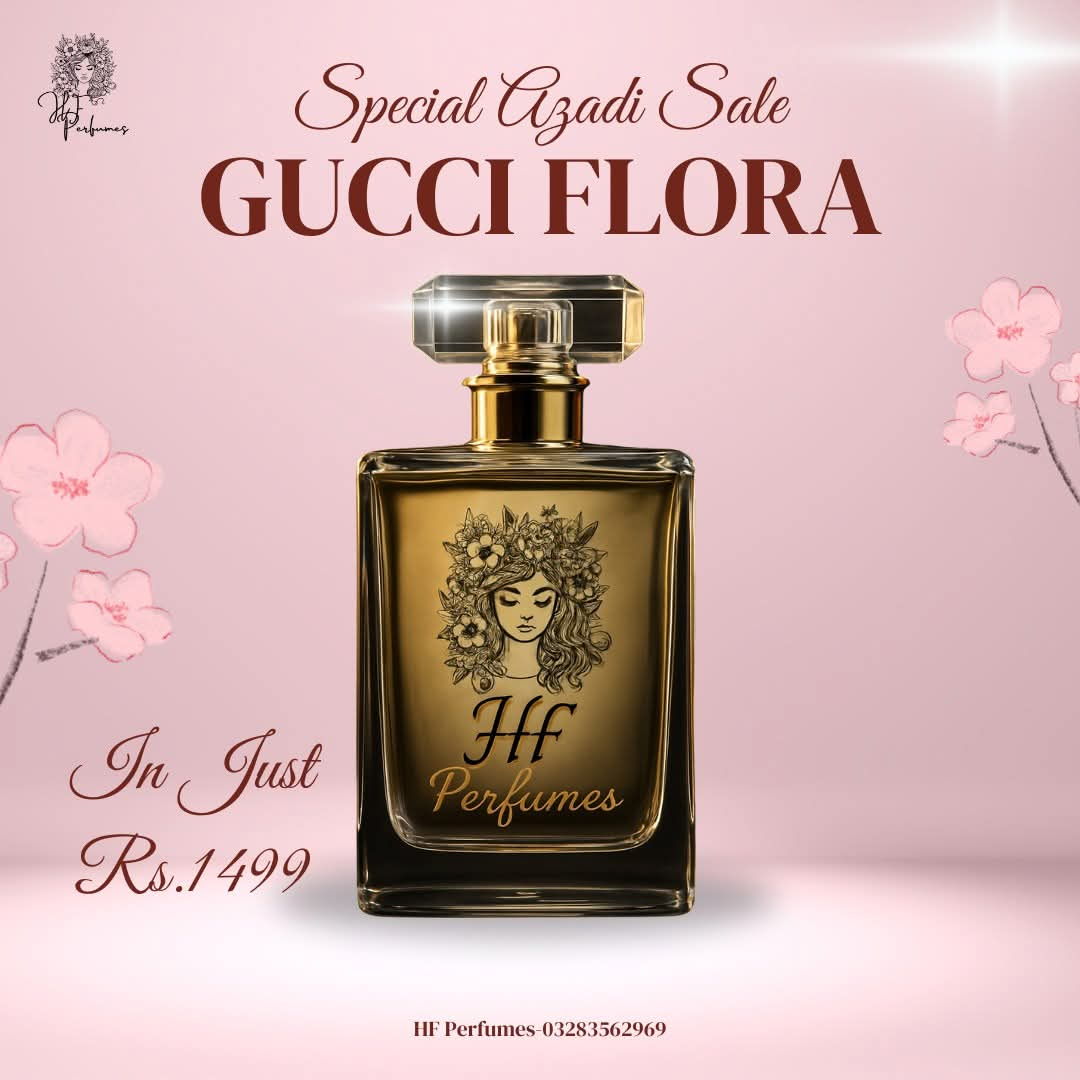 HF
Perfumes
Special Azadi Sale
GUCCI FLORA
HF
Perfumes
In Just
Rs.1499
HF Perfumes-03283562969